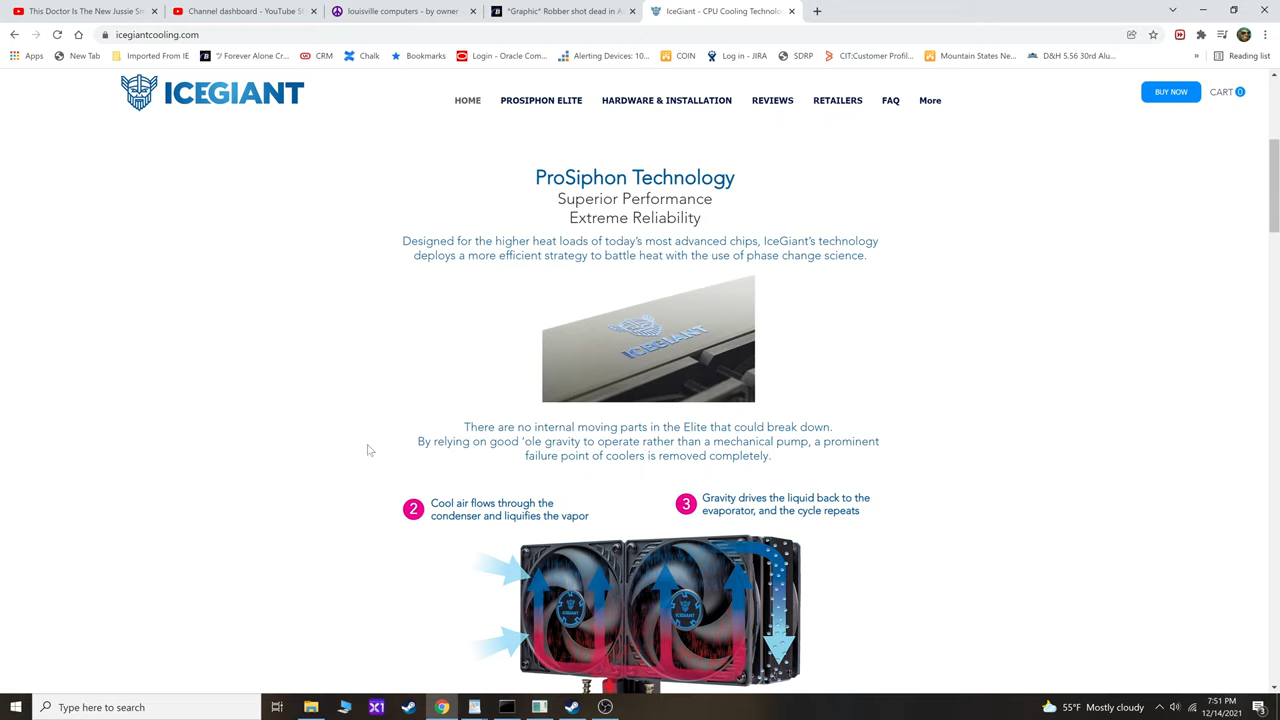 This Doctor Is The New Jussie Sm
Channel dashboard - YouTube St
louisville computers - by owner
*Graphic* Robber shot dead in A
IceGiant - CPU Cooling Technolo
icegiantcooling.com
Apps
New Tab
Imported From IE
ツ Forever Alone Cr...
CRM
Chalk
Bookmarks
Login - Oracle Com...
Alerting Devices: 10...
COIN
Log in - JIRA
SDRP
CIT:Customer Profil...
Mountain States Ne...
D&H 5.56 30rd Alu...
»
Reading list
ICEGIANT
HOME
PROSIPHON ELITE
HARDWARE & INSTALLATION
REVIEWS
RETAILERS
FAQ
More
BUY NOW
CART 0
ProSiphon Technology
Superior Performance
Extreme Reliability
Designed for the higher heat loads of today's most advanced chips, IceGiant's technology
deploys a more efficient strategy to battle heat with the use of phase change science.
ICEGIANT
There are no internal moving parts in the Elite that could break down.
By relying on good 'ole gravity to operate rather than a mechanical pump, a prominent
failure point of coolers is removed completely.
2
Cool air flows through the
condenser and liquifies the vapor
3
Gravity drives the liquid back to the
evaporator, and the cycle repeats
ICEGIANT
ICEGIANT
Type here to search
55°F Mostly cloudy
7:51 PM
12/14/2021